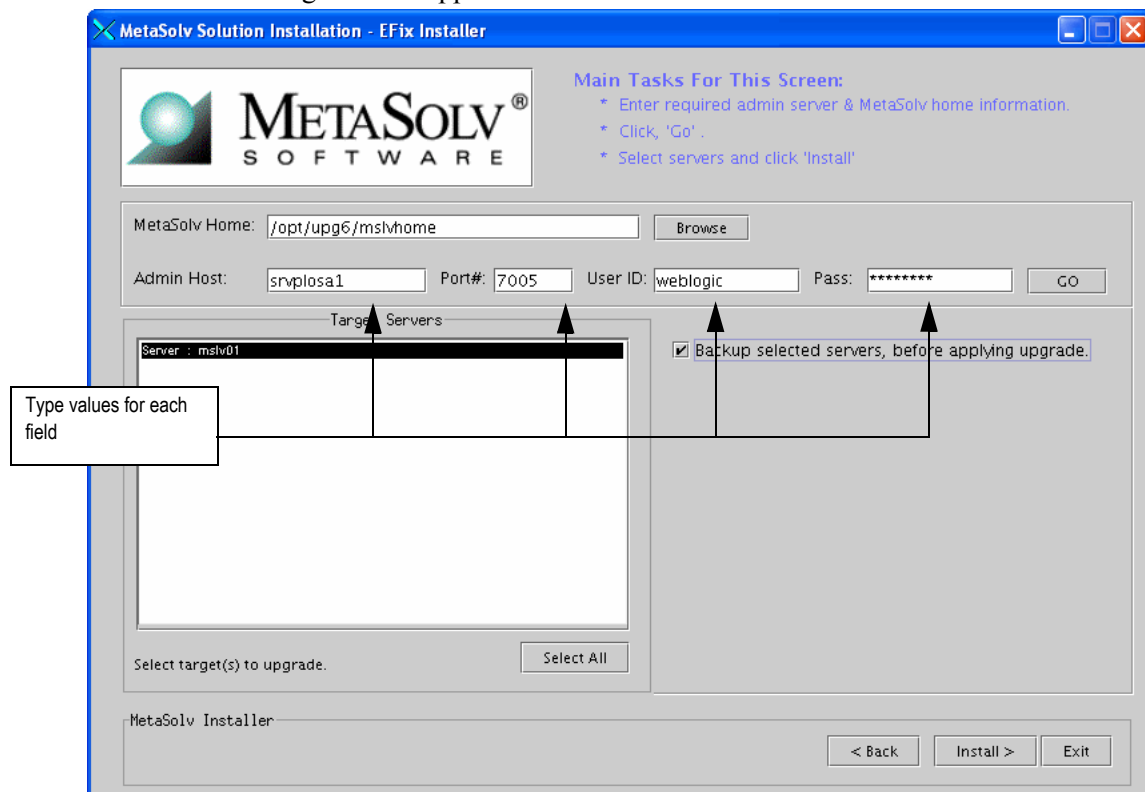 MetaSolv Solution Installation - EFix Installer
METASOLV®
SOFTWARE
Main Tasks For This Screen:
* Enter required admin server & MetaSolv home information.
* Click, 'Go' .
* Select servers and click 'Install'
MetaSolv Home: /opt/upg6/mslvhome Browse
Admin Host: srvplosa1 Port#: 7005 User ID: weblogic Pass: ******** GO
Target Servers
Server : mslv01
Backup selected servers, before applying upgrade.
Type values for each
field
Select target(s) to upgrade. Select All
MetaSolv Installer
< Back Install > Exit